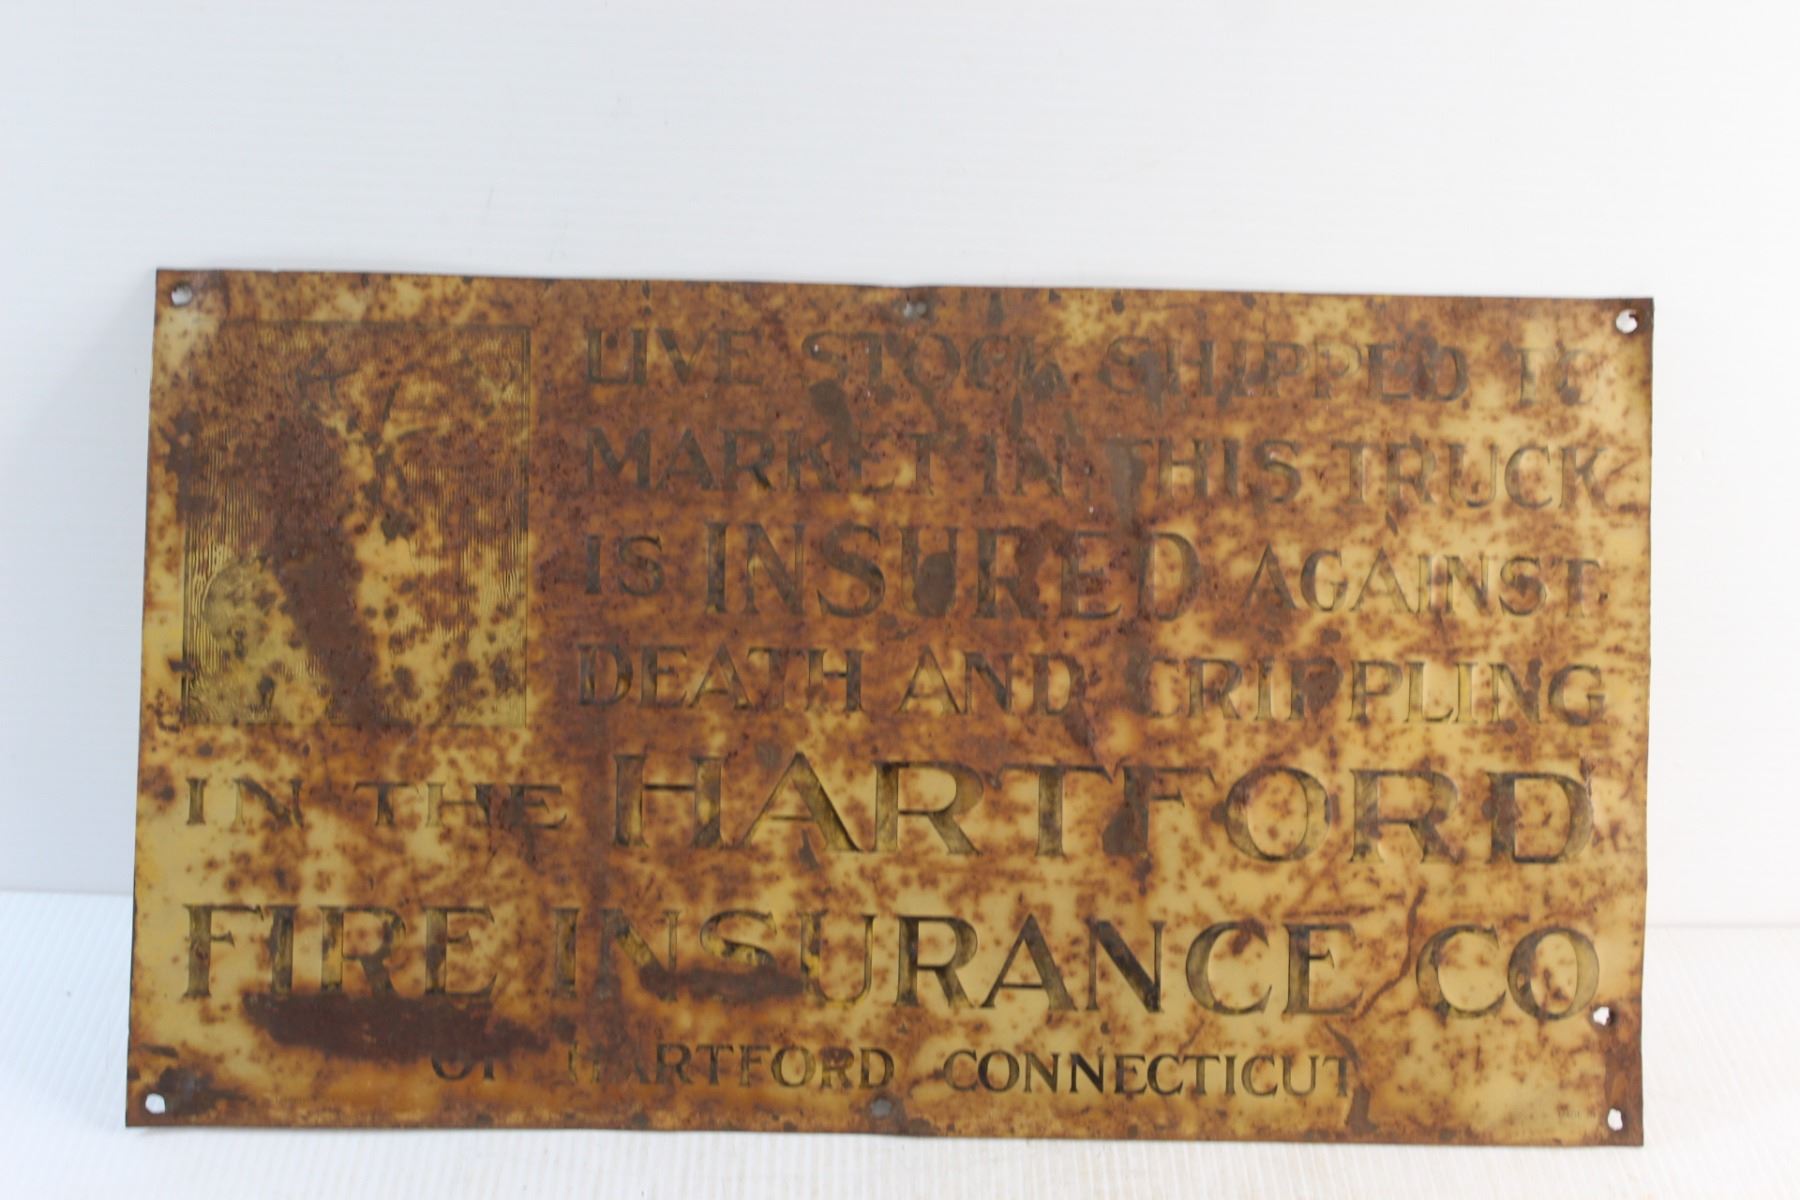 LIVE STOCK SHIPPED TO
MARKET IN THIS TRUCK
IS INSURED AGAINST
DEATH AND CRIPPLING
IN THE HARTFORD
FIRE INSURANCE CO
OF HARTFORD CONNECTICUT